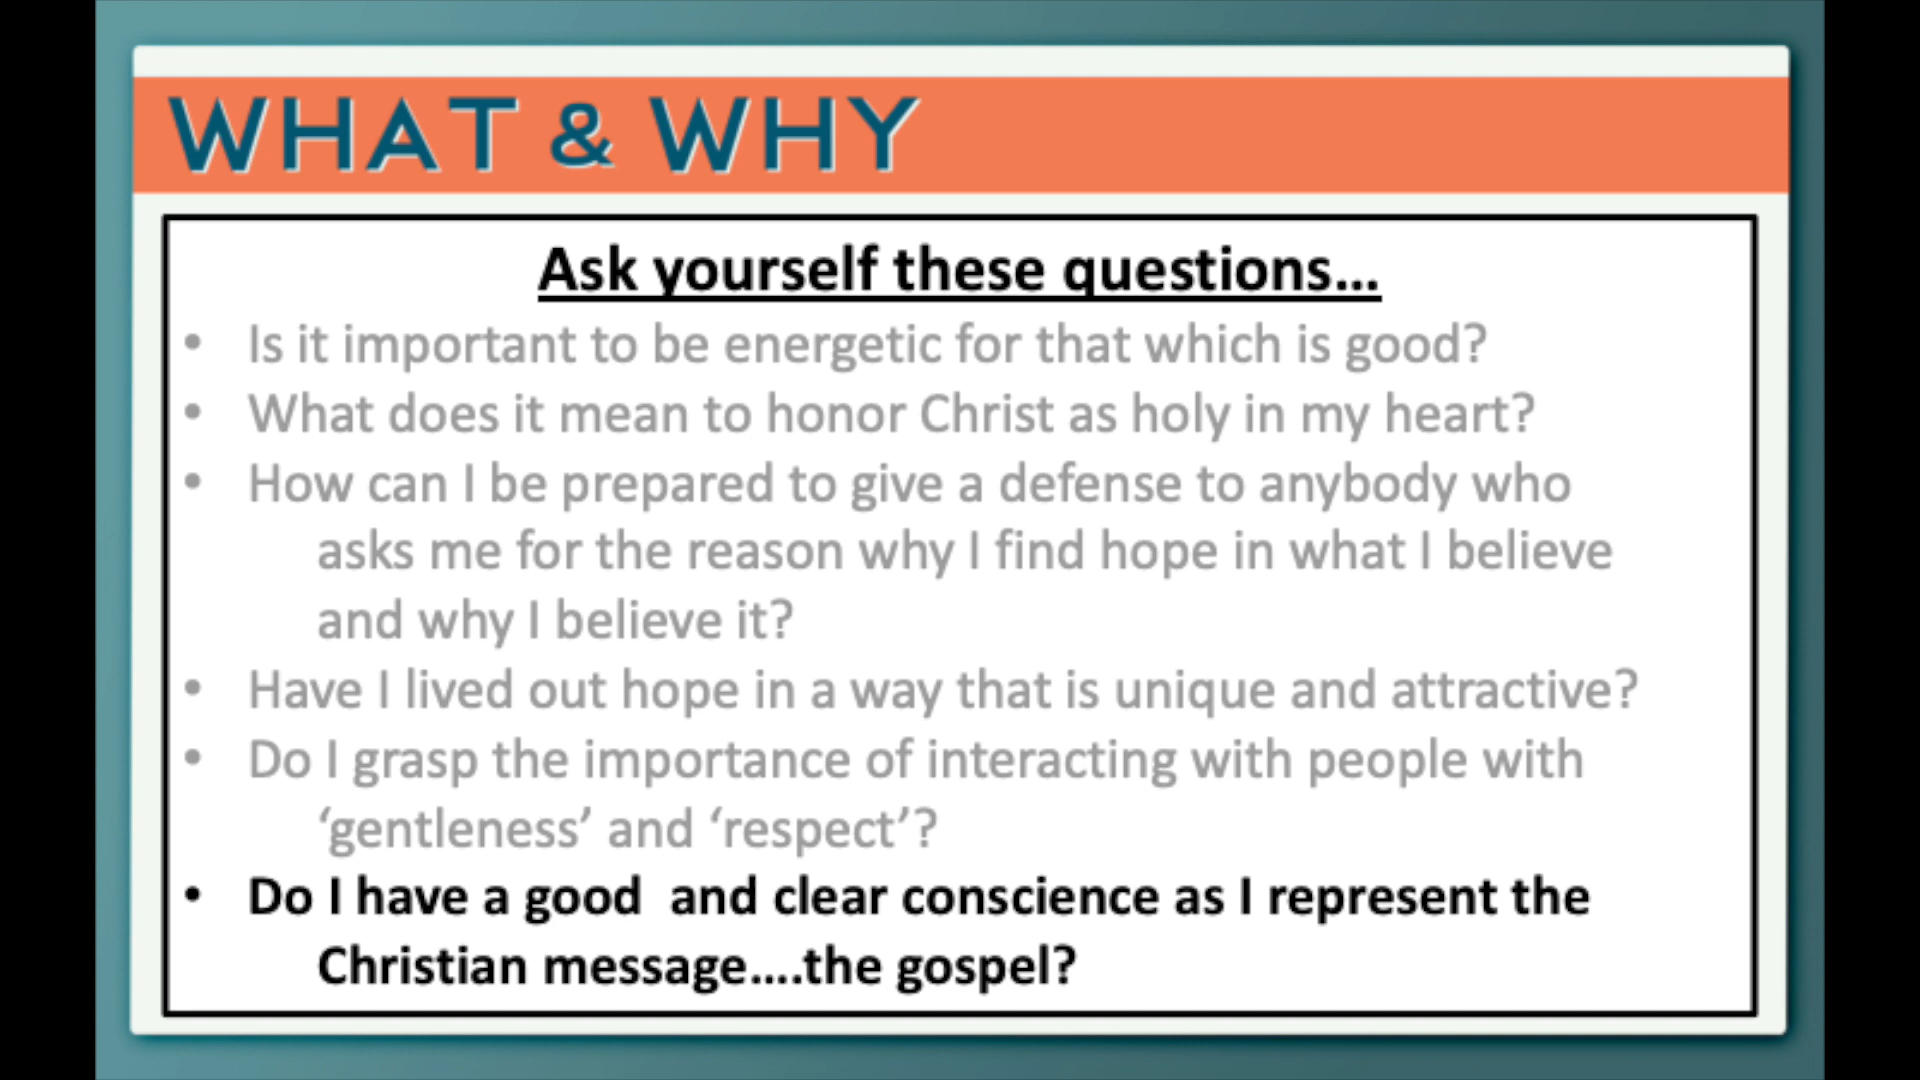 WHAT & WHY
Ask yourself these questions...
• Is it important to be energetic for that which is good?
• What does it mean to honor Christ as holy in my heart?
• How can I be prepared to give a defense to anybody who
asks me for the reason why I find hope in what I believe
and why I believe it?
• Have I lived out hope in a way that is unique and attractive?
• Do I grasp the importance of interacting with people with
‘gentleness’ and ‘respect’?
• Do I have a good  and clear conscience as I represent the
Christian message....the gospel?